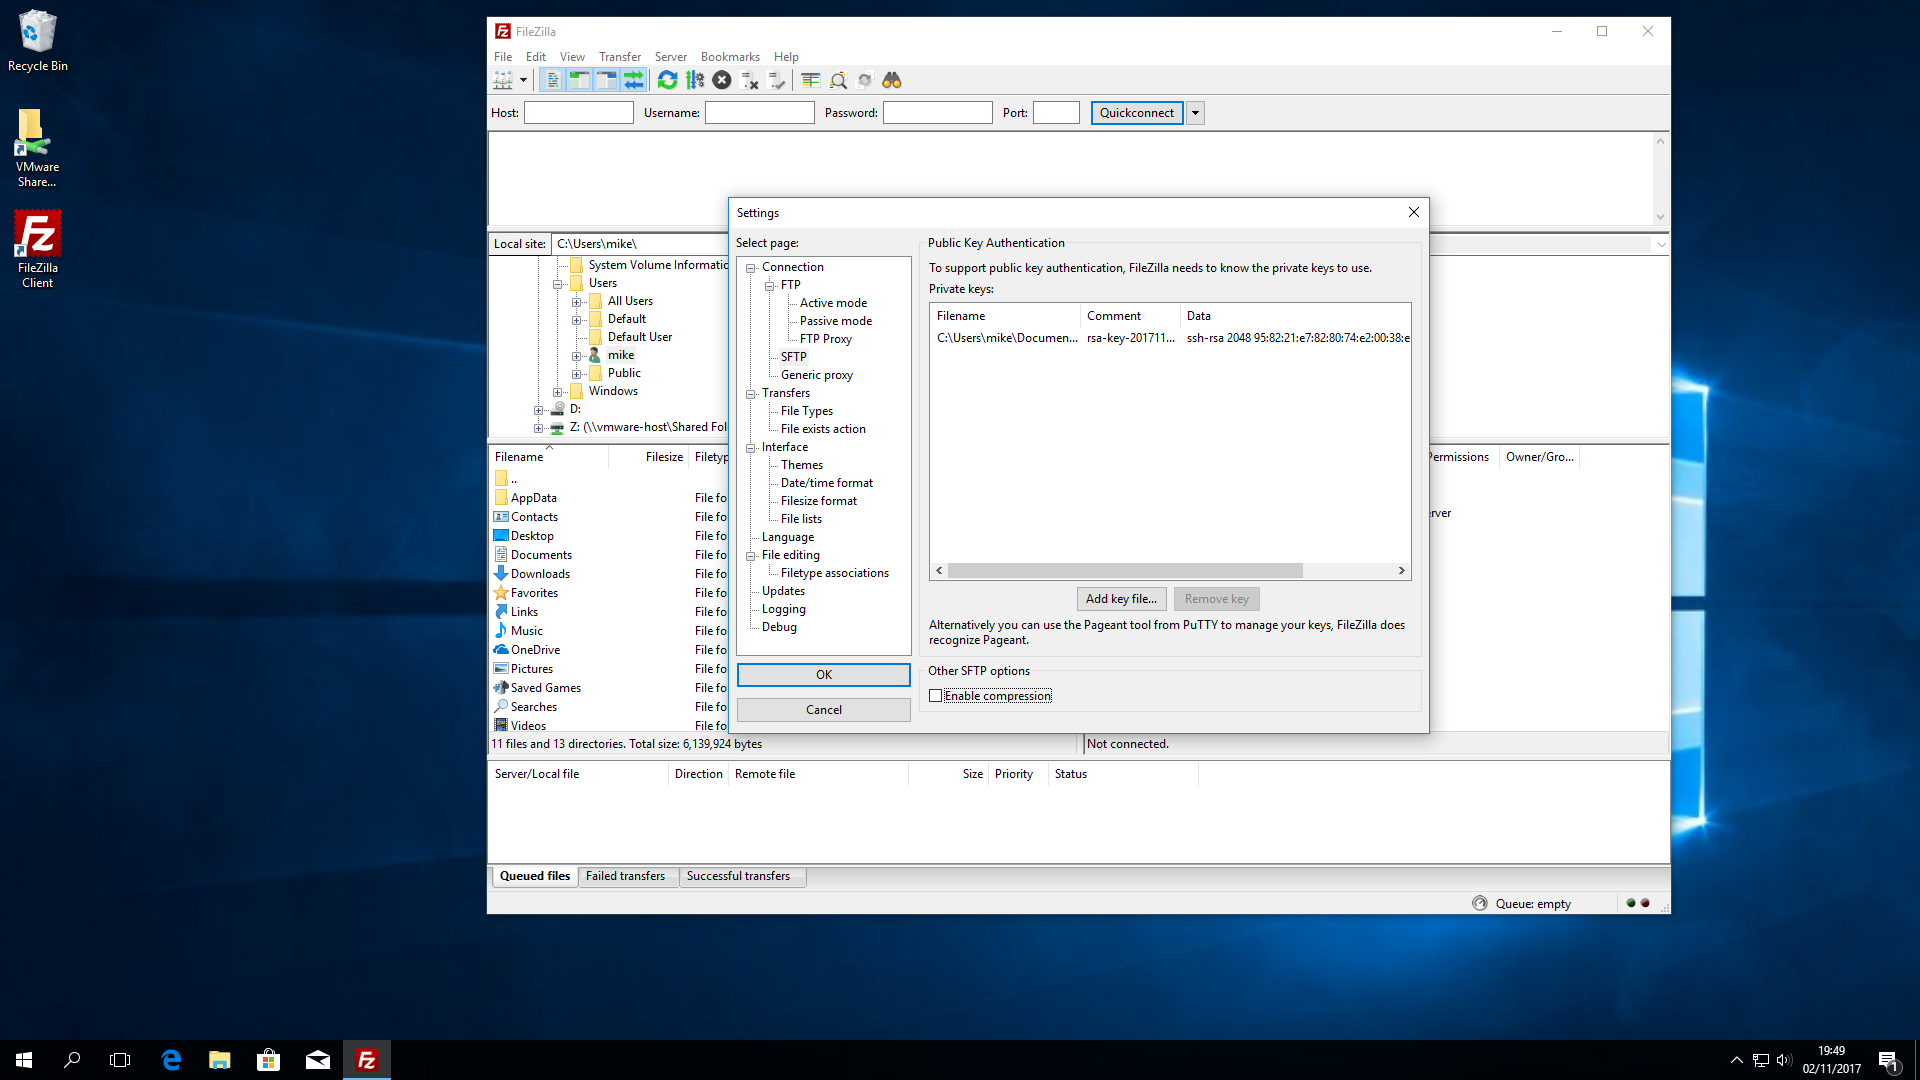 Recycle Bin
VMware
Share...
FileZilla
Client
FileZilla
File Edit View Transfer Server Bookmarks Help
Host: Username: Password: Port: Quickconnect
Local site: C:\Users\mike\
System Volume Informatic
Users
All Users
Default
Default User
mike
Public
Windows
D:
Z: (\\vmware-host\Shared Fol
Filename Filesize Filetyp
..
AppData File fo
Contacts File fo
Desktop File fo
Documents File fo
Downloads File fo
Favorites File fo
Links File fo
Music File fo
OneDrive File fo
Pictures File fo
Saved Games File fo
Searches File fo
Videos File fo
11 files and 13 directories. Total size: 6,139,924 bytes
Permissions Owner/Gro...
erver
Not connected.
Settings
Select page:
Connection
FTP
Active mode
Passive mode
FTP Proxy
SFTP
Generic proxy
Transfers
File Types
File exists action
Interface
Themes
Date/time format
Filesize format
File lists
Language
File editing
Filetype associations
Updates
Logging
Debug
OK
Cancel
Public Key Authentication
To support public key authentication, FileZilla needs to know the private keys to use.
Private keys:
Filename Comment Data
C:\Users\mike\Documen... rsa-key-201711... ssh-rsa 2048 95:82:21:e7:82:80:74:e2:00:38:e
Add key file... Remove key
Alternatively you can use the Pageant tool from PuTTY to manage your keys, FileZilla does
recognize Pageant.
Other SFTP options
Enable compression
Server/Local file Direction Remote file Size Priority Status
Queued files Failed transfers Successful transfers
Queue: empty
19:49
02/11/2017
1